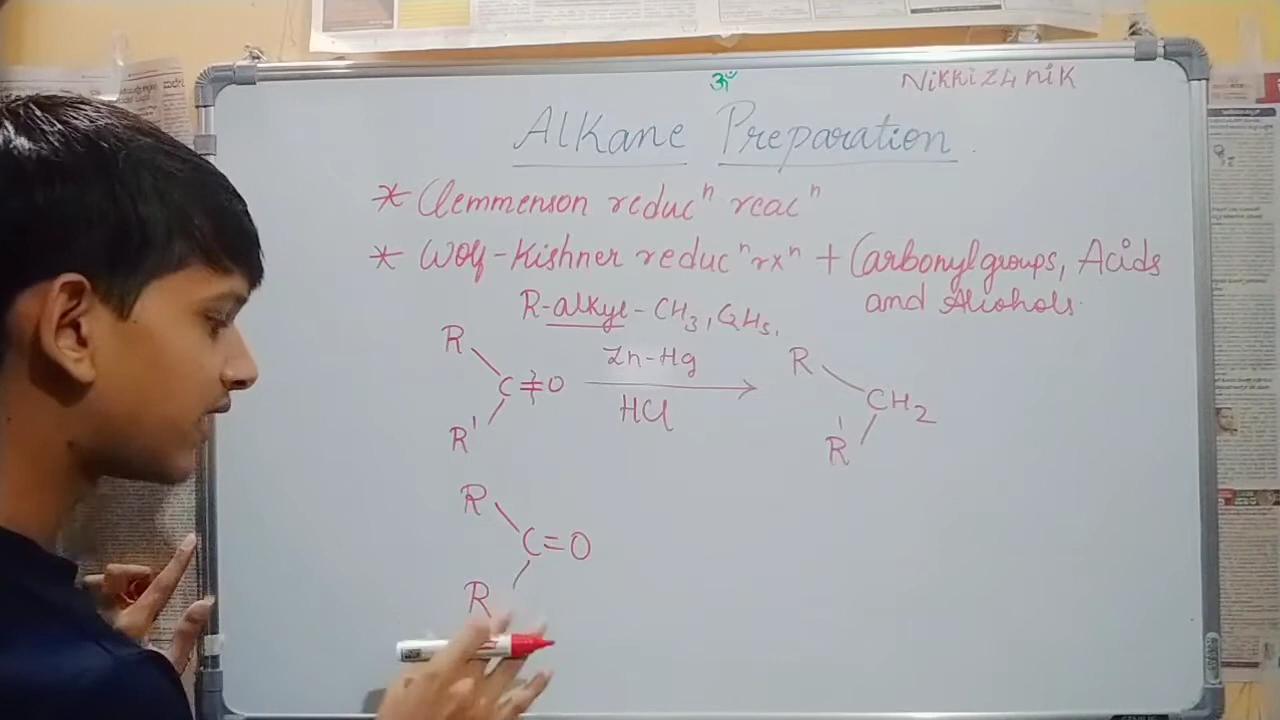 ॐ
Nikkiz4nik
Alkane Preparation.
* Clemmenson reducⁿ reacⁿ
* Wolf-Kishner reducⁿ rxⁿ + Carbonyl groups, Acids
and Alcohols.
R-alkyl-CH₃, C₂H₅,
R Zn-Hg R
C=O → CH₂
R' HCl R'
R
C=O
R